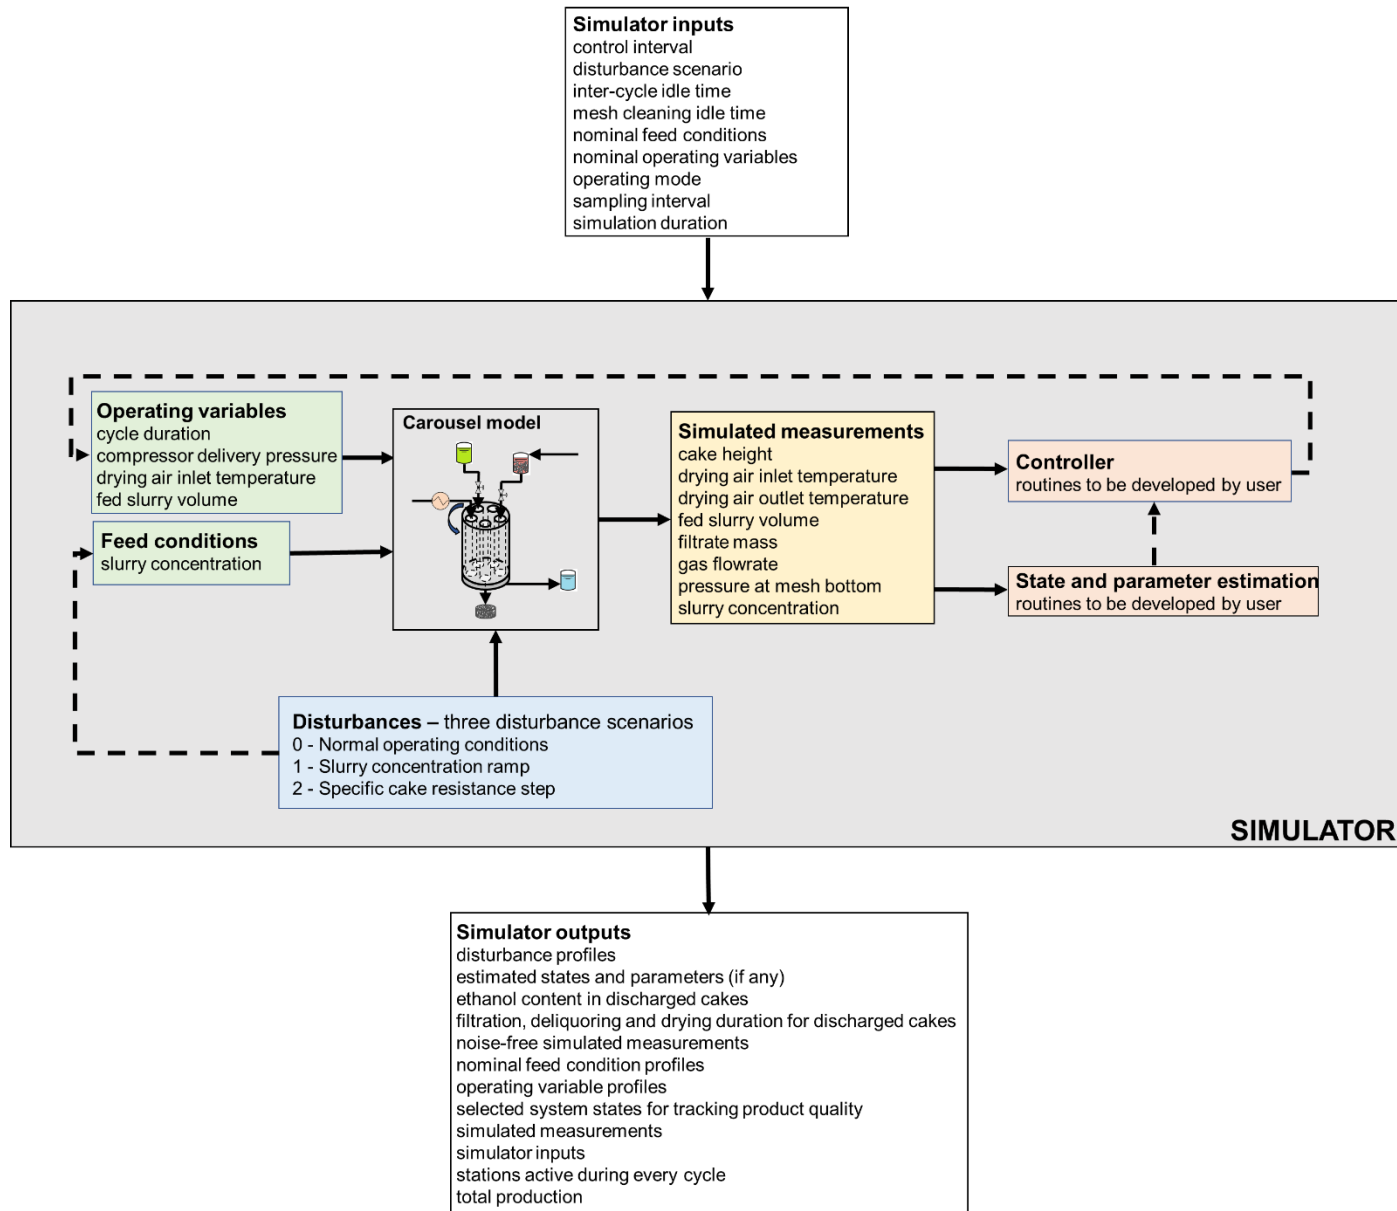 Simulator inputs
control interval
disturbance scenario
inter-cycle idle time
mesh cleaning idle time
nominal feed conditions
nominal operating variables
operating mode
sampling interval
simulation duration
Operating variables
cycle duration
compressor delivery pressure
drying air inlet temperature
fed slurry volume
Feed conditions
slurry concentration
Carousel model
Simulated measurements
cake height
drying air inlet temperature
drying air outlet temperature
fed slurry volume
filtrate mass
gas flowrate
pressure at mesh bottom
slurry concentration
Controller
routines to be developed by user
State and parameter estimation
routines to be developed by user
Disturbances – three disturbance scenarios
0 - Normal operating conditions
1 - Slurry concentration ramp
2 - Specific cake resistance step
SIMULATOR
Simulator outputs
disturbance profiles
estimated states and parameters (if any)
ethanol content in discharged cakes
filtration, deliquoring and drying duration for discharged cakes
noise-free simulated measurements
nominal feed condition profiles
operating variable profiles
selected system states for tracking product quality
simulated measurements
simulator inputs
stations active during every cycle
total production